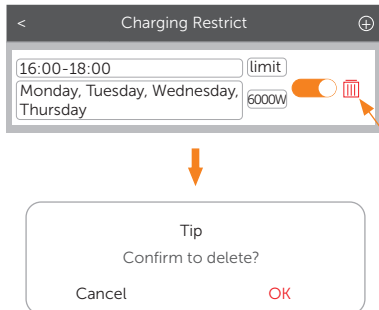 < Charging Restrict
16:00-18:00 limit
Monday, Tuesday, Wednesday, 6000W
Thursday
Tip
Confirm to delete?
Cancel OK